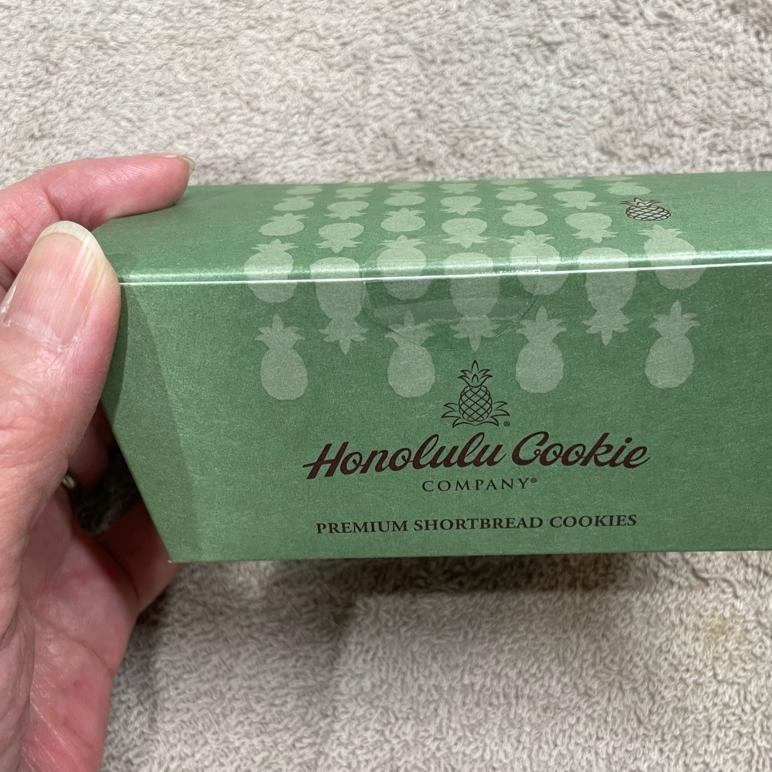 Honolulu Cookie
COMPANY®
PREMIUM SHORTBREAD COOKIES